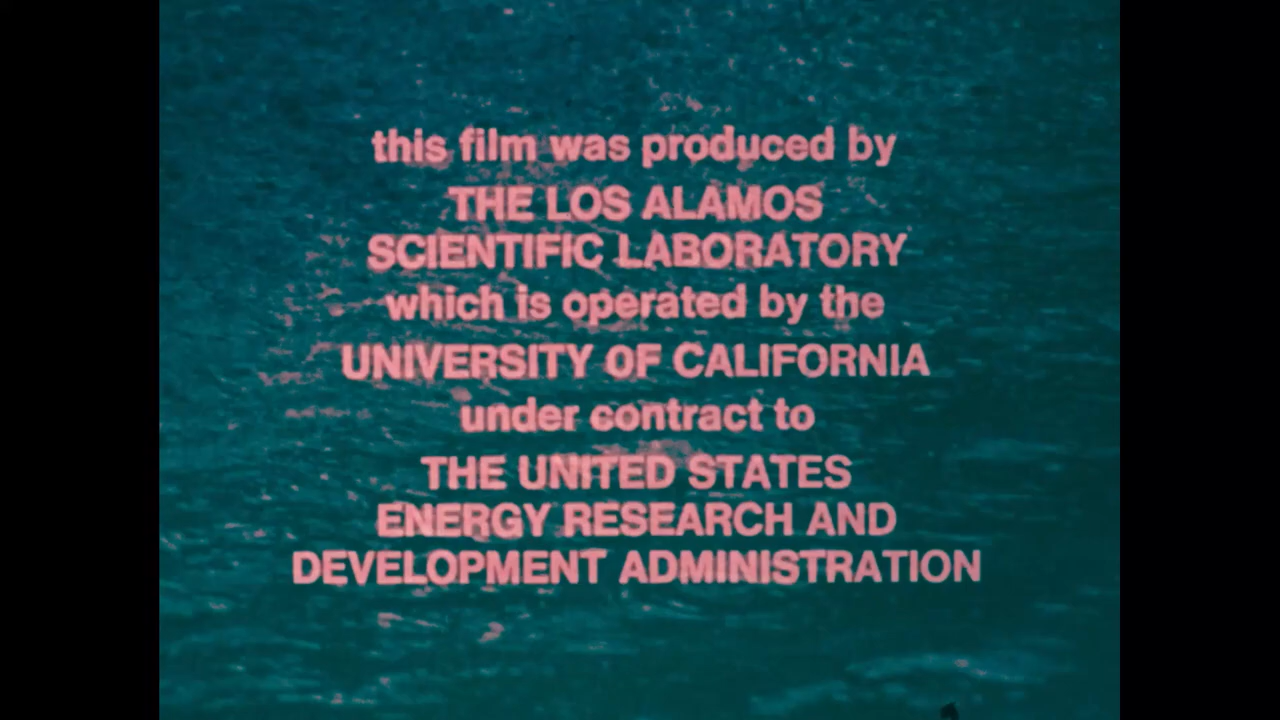 this film was produced by
THE LOS ALAMOS
SCIENTIFIC LABORATORY
which is operated by the
UNIVERSITY OF CALIFORNIA
under contract to
THE UNITED STATES
ENERGY RESEARCH AND
DEVELOPMENT ADMINISTRATION